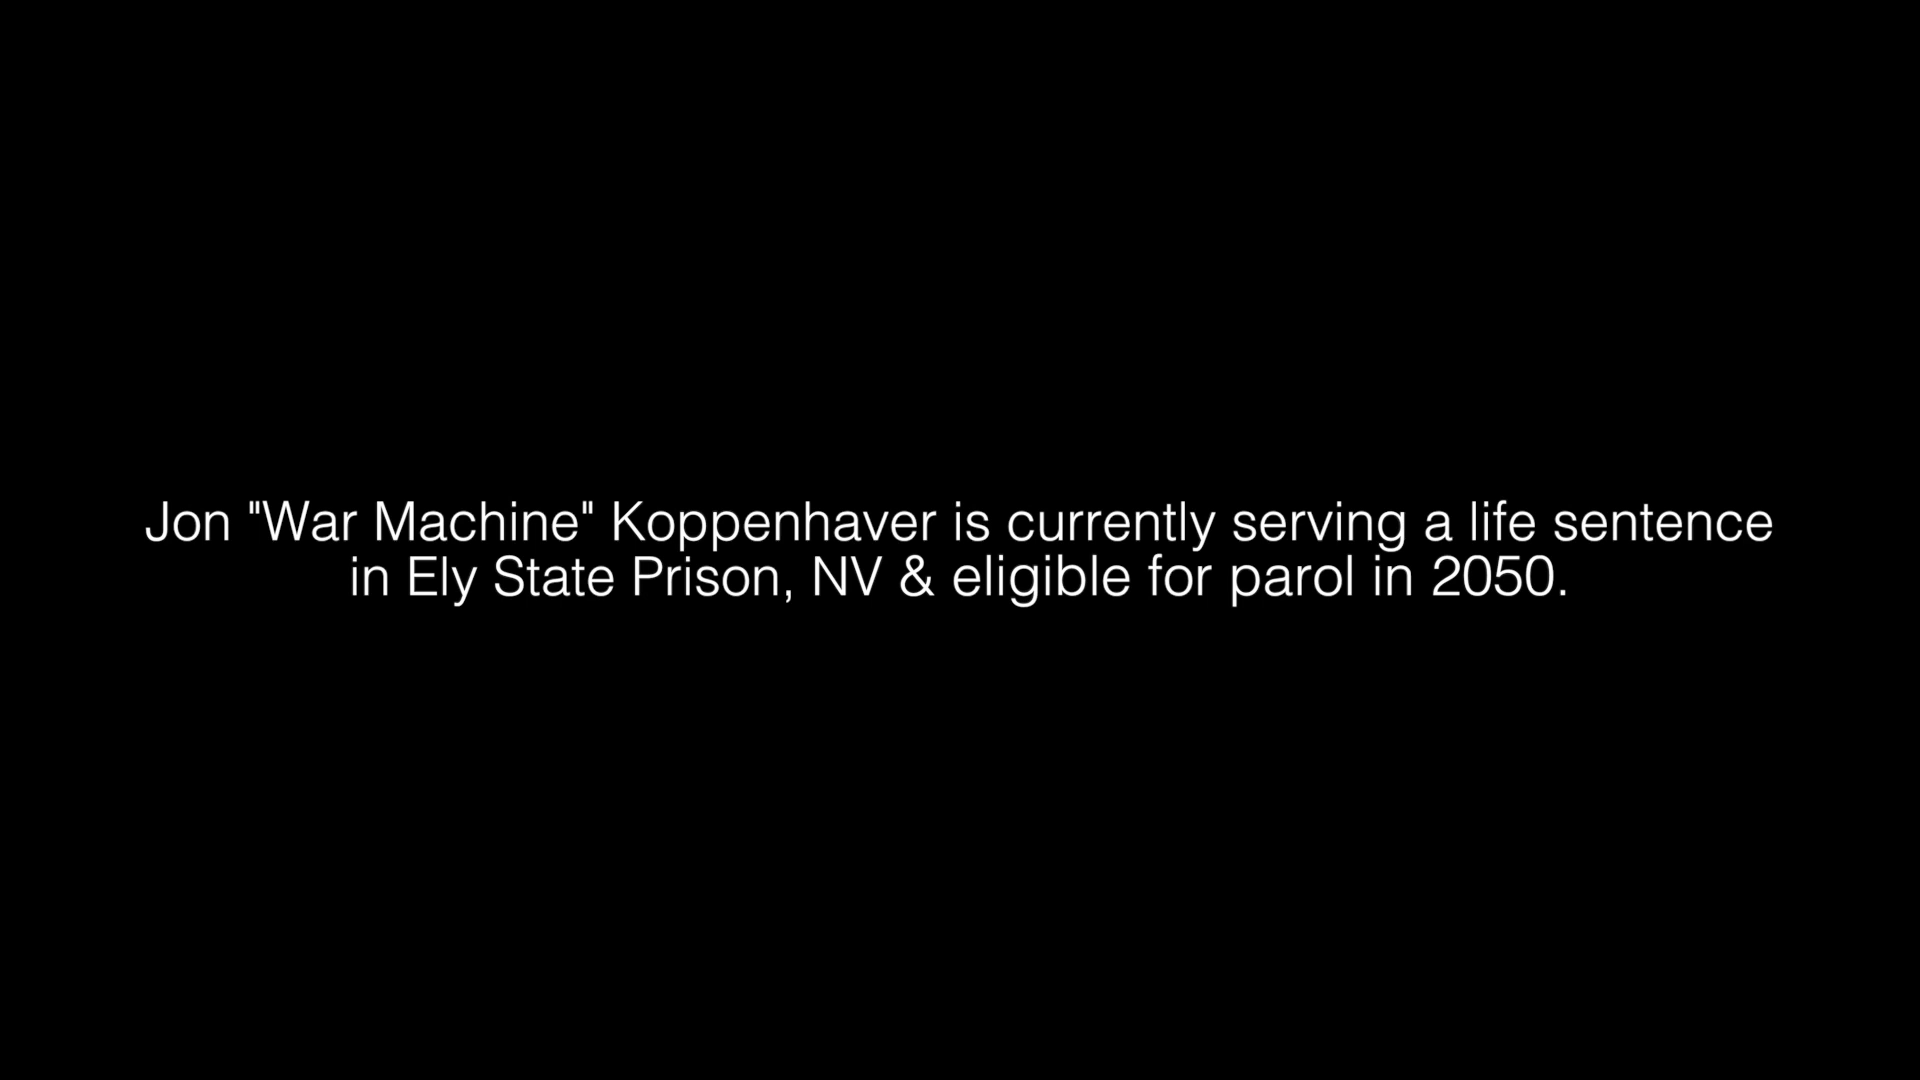 Jon "War Machine" Koppenhaver is currently serving a life sentence
in Ely State Prison, NV & eligible for parol in 2050.